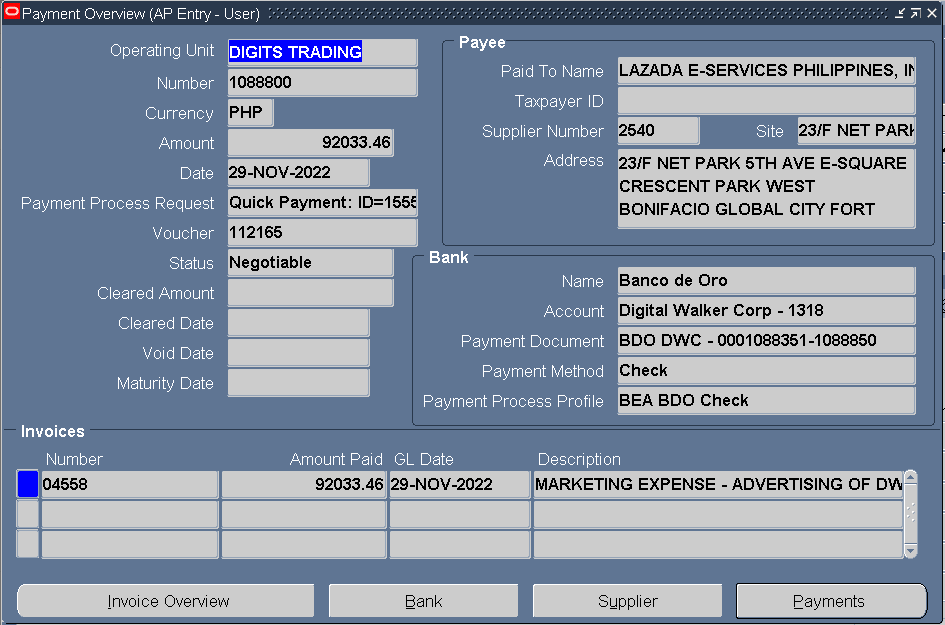 Payment Overview (AP Entry - User)
Operating Unit DIGITS TRADING
Number 1088800
Currency PHP
Amount 92033.46
Date 29-NOV-2022
Payment Process Request Quick Payment: ID=1555
Voucher 112165
Status Negotiable
Cleared Amount
Cleared Date
Void Date
Maturity Date
Payee
Paid To Name LAZADA E-SERVICES PHILIPPINES, IN
Taxpayer ID
Supplier Number 2540 Site 23/F NET PARK
Address 23/F NET PARK 5TH AVE E-SQUARE
CRESCENT PARK WEST
BONIFACIO GLOBAL CITY FORT
Bank
Name Banco de Oro
Account Digital Walker Corp - 1318
Payment Document BDO DWC - 0001088351-1088850
Payment Method Check
Payment Process Profile BEA BDO Check
Invoices
Number Amount Paid GL Date Description
04558 92033.46 29-NOV-2022 MARKETING EXPENSE - ADVERTISING OF DW
Invoice Overview Bank Supplier Payments